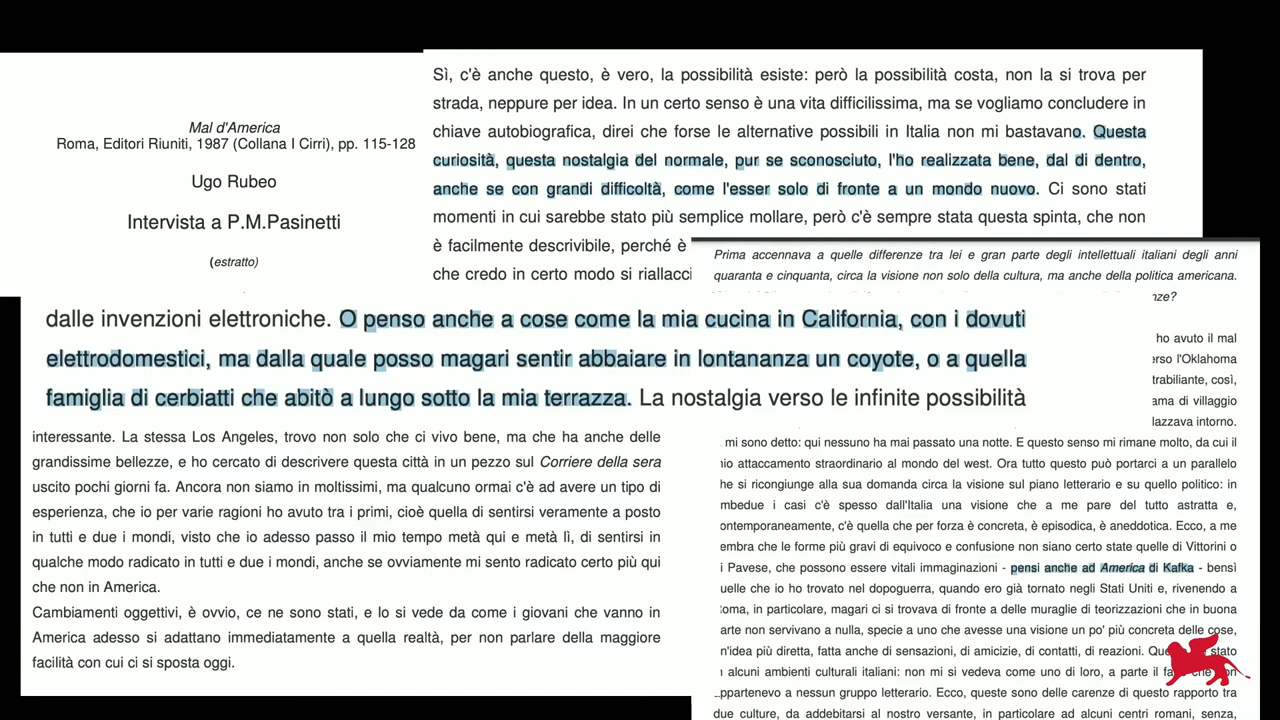 Mal d'America
Roma, Editori Riuniti, 1987 (Collana I Cirri), pp. 115-128
Ugo Rubeo
Intervista a P.M.Pasinetti
(estratto)
Sì, c'è anche questo, è vero, la possibilità esiste: però la possibilità costa, non la si trova per
strada, neppure per idea. In un certo senso è una vita difficilissima, ma se vogliamo concludere in
chiave autobiografica, direi che forse le alternative possibili in Italia non mi bastavano. Questa
curiosità, questa nostalgia del normale, pur se sconosciuto, l'ho realizzata bene, dal di dentro,
anche se con grandi difficoltà, come l'esser solo di fronte a un mondo nuovo. Ci sono stati
momenti in cui sarebbe stato più semplice mollare, però c'è sempre stata questa spinta, che non
è facilmente descrivibile, perché è
che credo in certo modo si riallacci
dalle invenzioni elettroniche. O penso anche a cose come la mia cucina in California, con i dovuti
elettrodomestici, ma dalla quale posso magari sentir abbaiare in lontananza un coyote, o a quella
famiglia di cerbiatti che abitò a lungo sotto la mia terrazza. La nostalgia verso le infinite possibilità
interessante. La stessa Los Angeles, trovo non solo che ci vivo bene, ma che ha anche delle
grandissime bellezze, e ho cercato di descrivere questa città in un pezzo sul Corriere della sera
uscito pochi giorni fa. Ancora non siamo in moltissimi, ma qualcuno ormai c'è ad avere un tipo di
esperienza, che io per varie ragioni ho avuto tra i primi, cioè quella di sentirsi veramente a posto
in tutti e due i mondi, visto che io adesso passo il mio tempo metà qui e metà lì, di sentirsi in
qualche modo radicato in tutti e due i mondi, anche se ovviamente mi sento radicato certo più qui
che non in America.
Cambiamenti oggettivi, è ovvio, ce ne sono stati, e lo si vede da come i giovani che vanno in
America adesso si adattano immediatamente a quella realtà, per non parlare della maggiore
facilità con cui ci si sposta oggi.
Prima accennava a quelle differenze tra lei e gran parte degli intellettuali italiani degli anni
quaranta e cinquanta, circa la visione non solo della cultura, ma anche della politica americana.
nze?
ho avuto il mal
erso l'Oklahoma
trabiliante, così,
ama di villaggio
lazzava intorno.
mi sono detto: qui nessuno ha mai passato una notte. E questo senso mi rimane molto, da cui il
io attaccamento straordinario al mondo del west. Ora tutto questo può portarci a un parallelo
he si ricongiunge alla sua domanda circa la visione sul piano letterario e su quello politico: in
mbedue i casi c'è spesso dall'Italia una visione che a me pare del tutto astratta e,
ontemporaneamente, c'è quella che per forza è concreta, è episodica, è aneddotica. Ecco, a me
embra che le forme più gravi di equivoco e confusione non siano certo state quelle di Vittorini o
i Pavese, che possono essere vitali immaginazioni - pensi anche ad America di Kafka - bensì
uelle che io ho trovato nel dopoguerra, quando ero già tornato negli Stati Uniti e, rivenendo a
oma, in particolare, magari ci si trovava di fronte a delle muraglie di teorizzazioni che in buona
arte non servivano a nulla, specie a uno che avesse una visione un po' più concreta delle cose,
n'idea più diretta, fatta anche di sensazioni, di amicizie, di contatti, di reazioni. Que stato
alcuni ambienti culturali italiani: non mi si vedeva come uno di loro, a parte il fa che non
ppartenevo a nessun gruppo letterario. Ecco, queste sono delle carenze di questo rapporto tra
due culture, da addebitarsi al nostro versante, in particolare ad alcuni centri romani, senza,